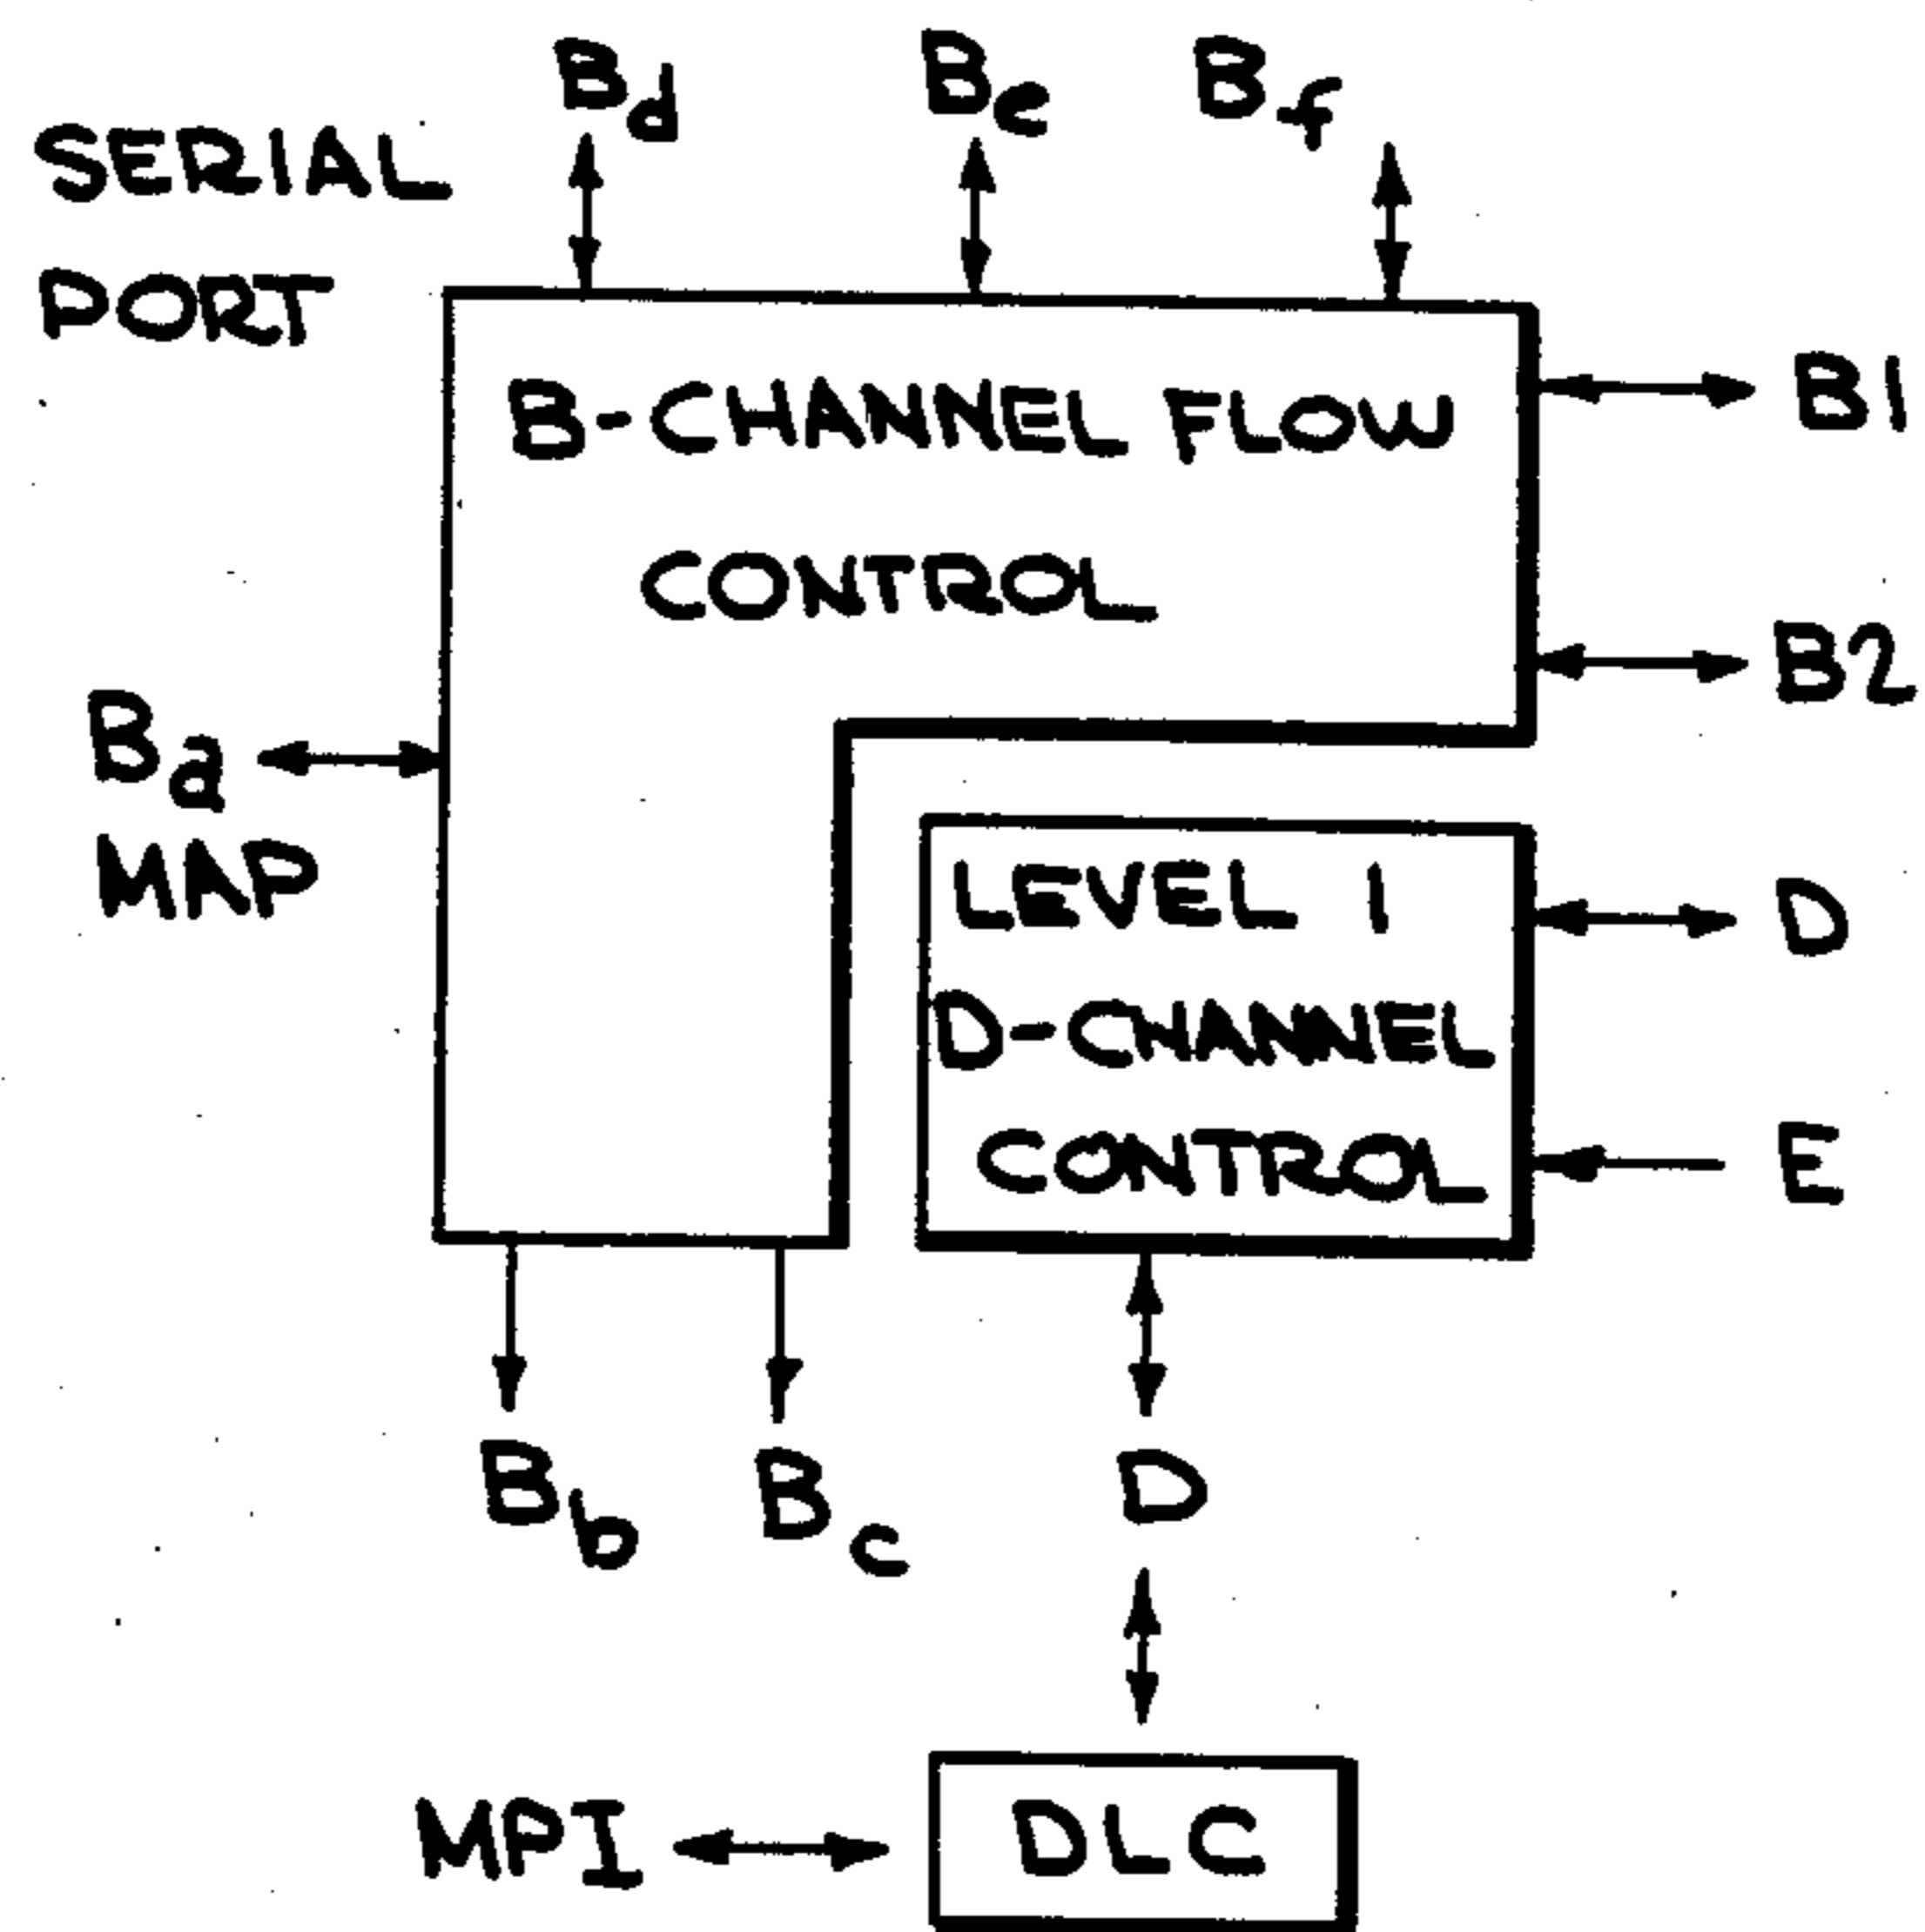 Bd Be Bf
SERIAL
PORT
B-CHANNEL FLOW
CONTROL
B1
B2
Ba
MAP
LEVEL 1
D-CHANNEL
CONTROL
D
E
Bb Bc D
MPI DLC